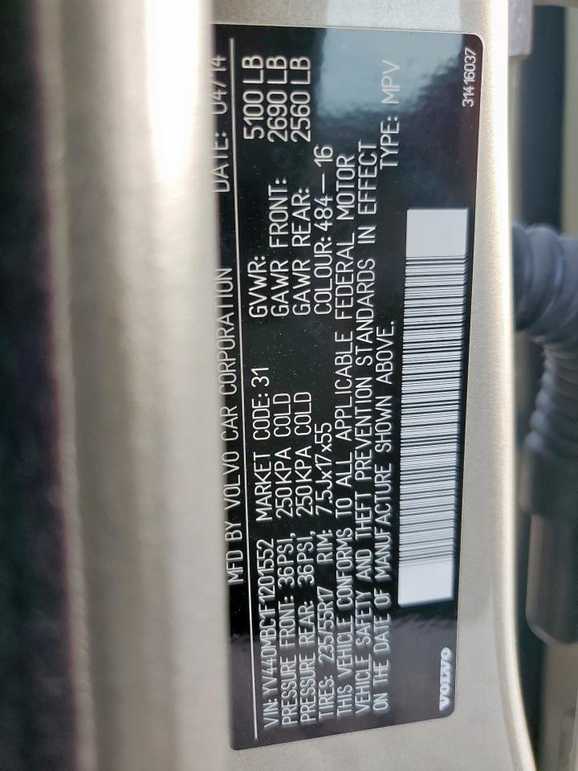 MFD BY VOLVO CAR CORPORATION DATE: 04/14
VIN: YV440MBC1F1201552 MARKET CODE: 31 GVWR: 5100 LB
PRESSURE FRONT: 36PSI, 250KPA COLD GAWR FRONT: 2690 LB
PRESSURE REAR: 36PSI, 250KPA COLD GAWR REAR: 2560 LB
TIRES: 235/55R17 RIM: 7.5Jx17x55 COLOUR: 484 – 16
THIS VEHICLE CONFORMS TO ALL APPLICABLE FEDERAL MOTOR
VEHICLE SAFETY AND THEFT PREVENTION STANDARDS IN EFFECT
ON THE DATE OF MANUFACTURE SHOWN ABOVE. TYPE: MPV
VOLVO 31416037